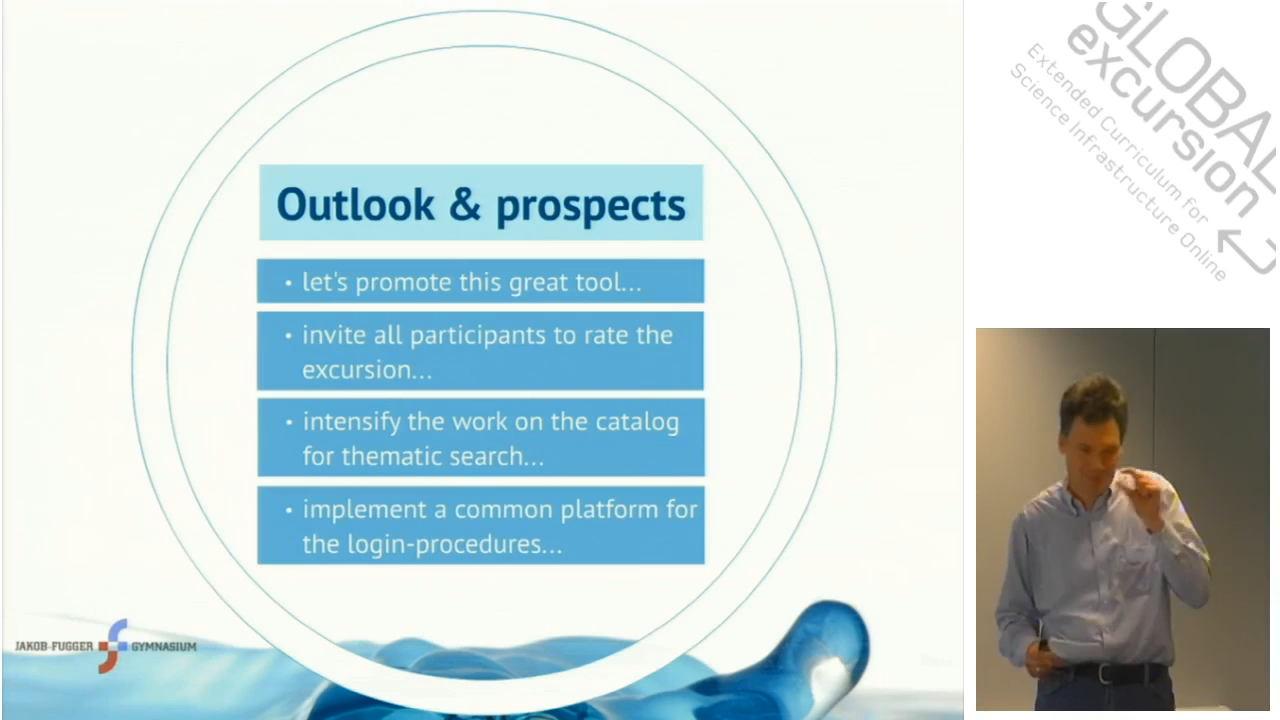 Outlook & prospects
• let's promote this great tool...
• invite all participants to rate the
excursion...
• intensify the work on the catalog
for thematic search...
• implement a common platform for
the login-procedures...
JAKOB-FUGGER GYMNASIUM
GLOBAL
excursion
Extended Curriculum for
Science Infrastructure Online